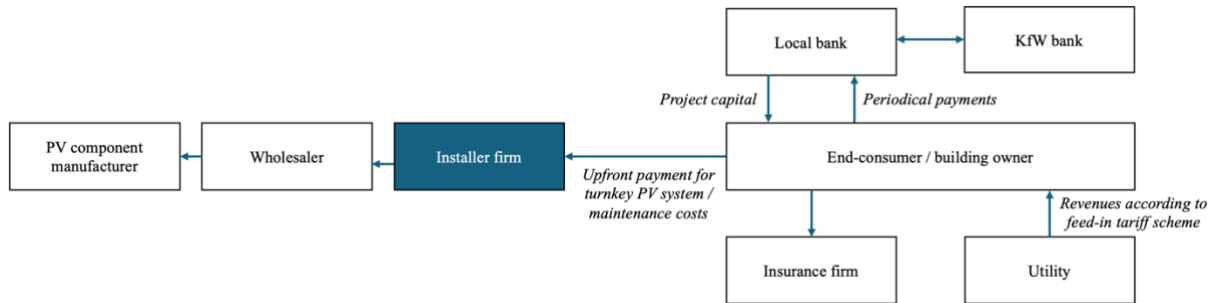 Local bank
KfW bank
Project capital
Periodical payments
PV component
manufacturer
Wholesaler
Installer firm
End-consumer / building owner
Upfront payment for
turnkey PV system /
maintenance costs
Revenues according to
feed-in tariff scheme
Insurance firm
Utility